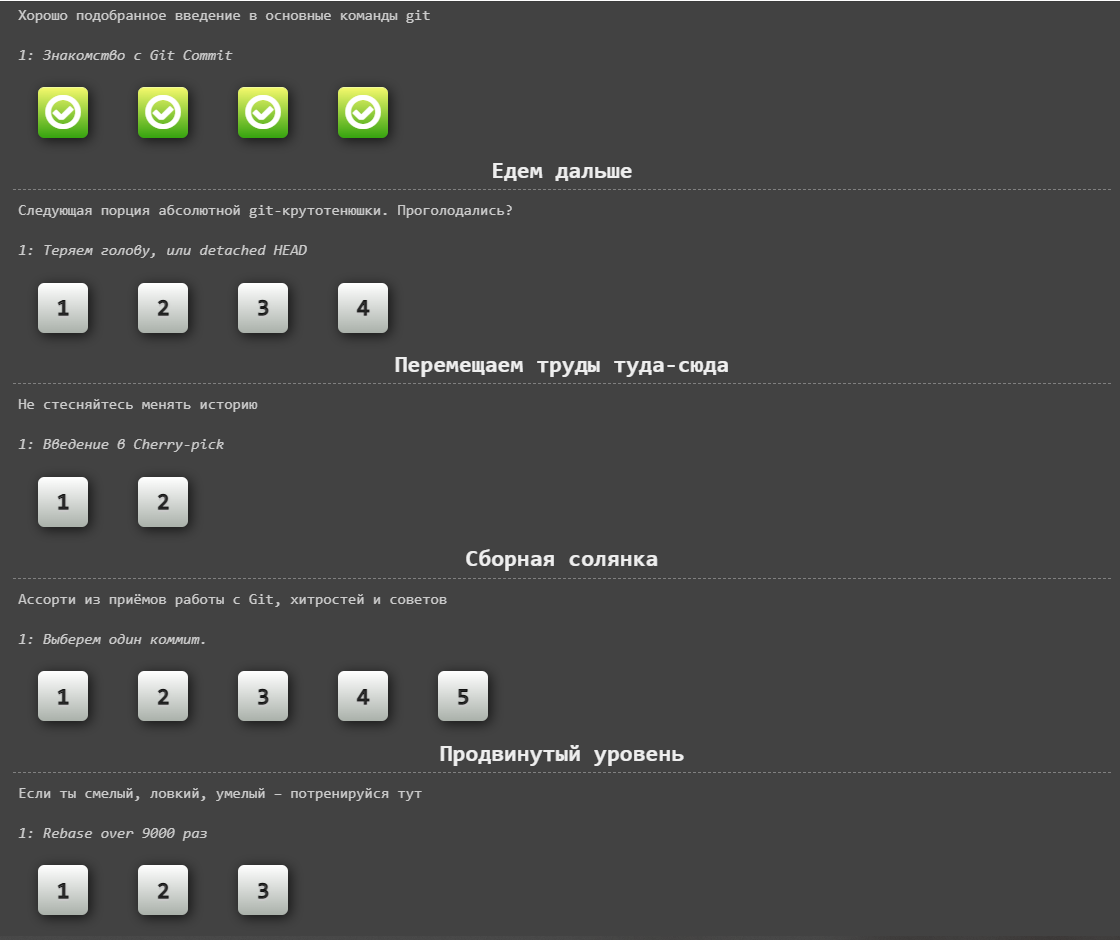 Хорошо подобранное введение в основные команды git
1: Знакомство с Git Commit
Едем дальше
Следующая порция абсолютной git-крутотенюшки. Проголодались?
1: Теряем голову, или detached HEAD
1 2 3 4
Перемещаем труды туда-сюда
Не стесняйтесь менять историю
1: Введение в Cherry-pick
1 2
Сборная солянка
Ассорти из приёмов работы с Git, хитростей и советов
1: Выберем один коммит.
1 2 3 4 5
Продвинутый уровень
Если ты смелый, ловкий, умелый – потренируйся тут
1: Rebase over 9000 раз
1 2 3